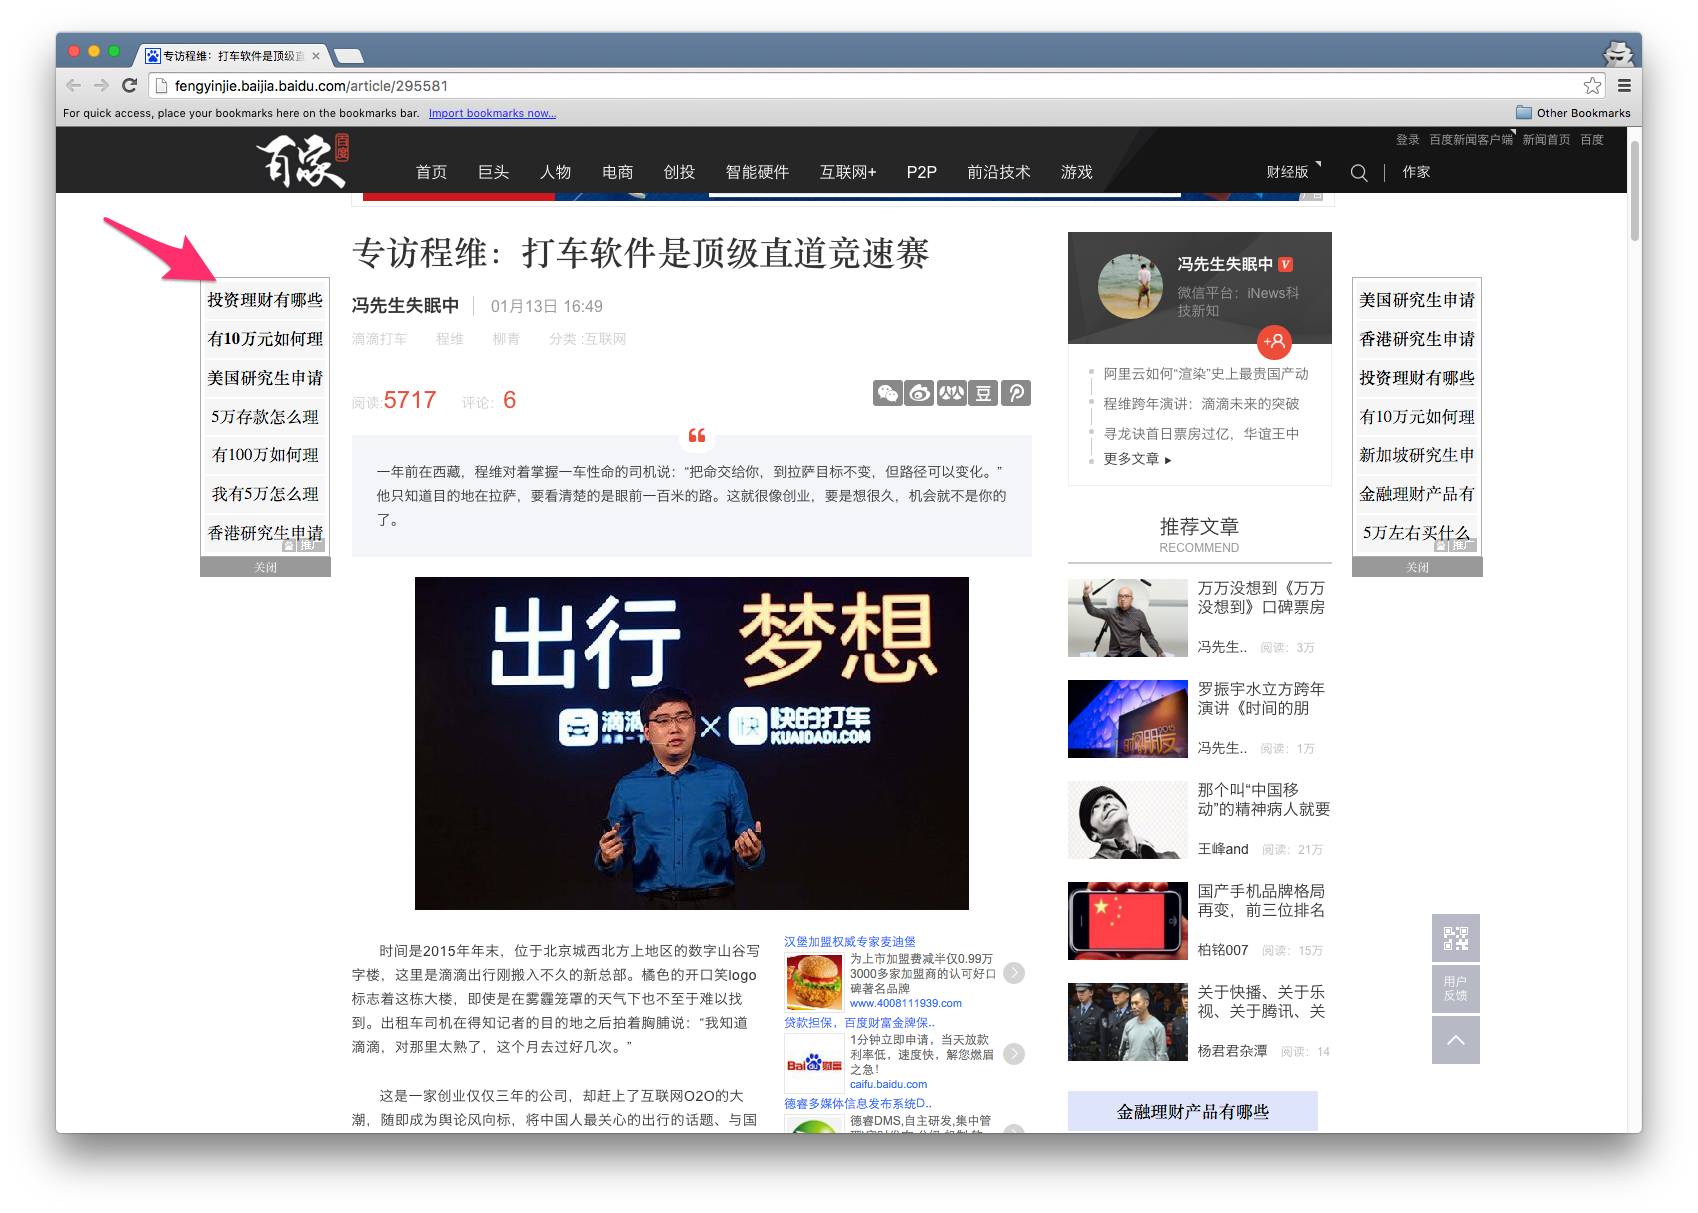 专访程维：打车软件是顶级直
fengyinjie.baijia.baidu.com/article/295581
For quick access, place your bookmarks here on the bookmarks bar. Import bookmarks now...
Other Bookmarks
登录 百度新闻客户端 新闻首页 百度
百家 百度
首页 巨头 人物 电商 创投 智能硬件 互联网+ P2P 前沿技术 游戏 财经版 作家
投资理财有哪些
有10万元如何理
美国研究生申请
5万存款怎么理
有100万如何理
我有5万怎么理
香港研究生申请
推广
关闭
专访程维：打车软件是顶级直道竞速赛
冯先生失眠中 01月13日 16:49
滴滴打车 程维 柳青 分类:互联网
阅读:5717 评论：6
一年前在西藏，程维对着掌握一车性命的司机说：“把命交给你，到拉萨目标不变，但路径可以变化。”
他只知道目的地在拉萨，要看清楚的是眼前一百米的路。这就很像创业，要是想很久，机会就不是你的
了。
出行 梦想
滴滴 快的打车
KUAIDADI.COM
时间是2015年年末，位于北京城西北方上地区的数字山谷写
字楼，这里是滴滴出行刚搬入不久的新总部。橘色的开口笑logo
标志着这栋大楼，即使是在雾霾笼罩的天气下也不至于难以找
到。出租车司机在得知记者的目的地之后拍着胸脯说：“我知道
滴滴，对那里太熟了，这个月去过好几次。”
这是一家创业仅仅三年的公司，却赶上了互联网O2O的大
潮，随即成为舆论风向标，将中国人最关心的出行的话题、与国
汉堡加盟权威专家麦迪堡
为上市加盟费减半仅0.99万
3000多家加盟商的认可好口
碑著名品牌
www.4008111939.com
贷款担保，百度财富金牌保..
Baidu
1分钟立即申请，当天放款
利率低，速度快，解您燃眉
之急！
caifu.baidu.com
德睿多媒体信息发布系统D..
德睿DMS,自主研发,集中管
冯先生失眠中 V
微信平台：iNews科
技新知
阿里云如何“渲染”史上最贵国产动
程维跨年演讲：滴滴未来的突破
寻龙诀首日票房过亿，华谊王中
更多文章
推荐文章
RECOMMEND
万万没想到《万万
没想到》口碑票房
冯先生.. 阅读：3万
罗振宇水立方跨年
演讲《时间的朋
冯先生.. 阅读：1万
那个叫“中国移
动”的精神病人就要
王峰and 阅读：21万
国产手机品牌格局
再变，前三位排名
柏铭007 阅读：15万
关于快播、关于乐
视、关于腾讯、关
杨君君杂潭 阅读：14
金融理财产品有哪些
美国研究生申请
香港研究生申请
投资理财有哪些
有10万元如何理
新加坡研究生申
金融理财产品有
5万左右买什么
推广
关闭
用户
反馈